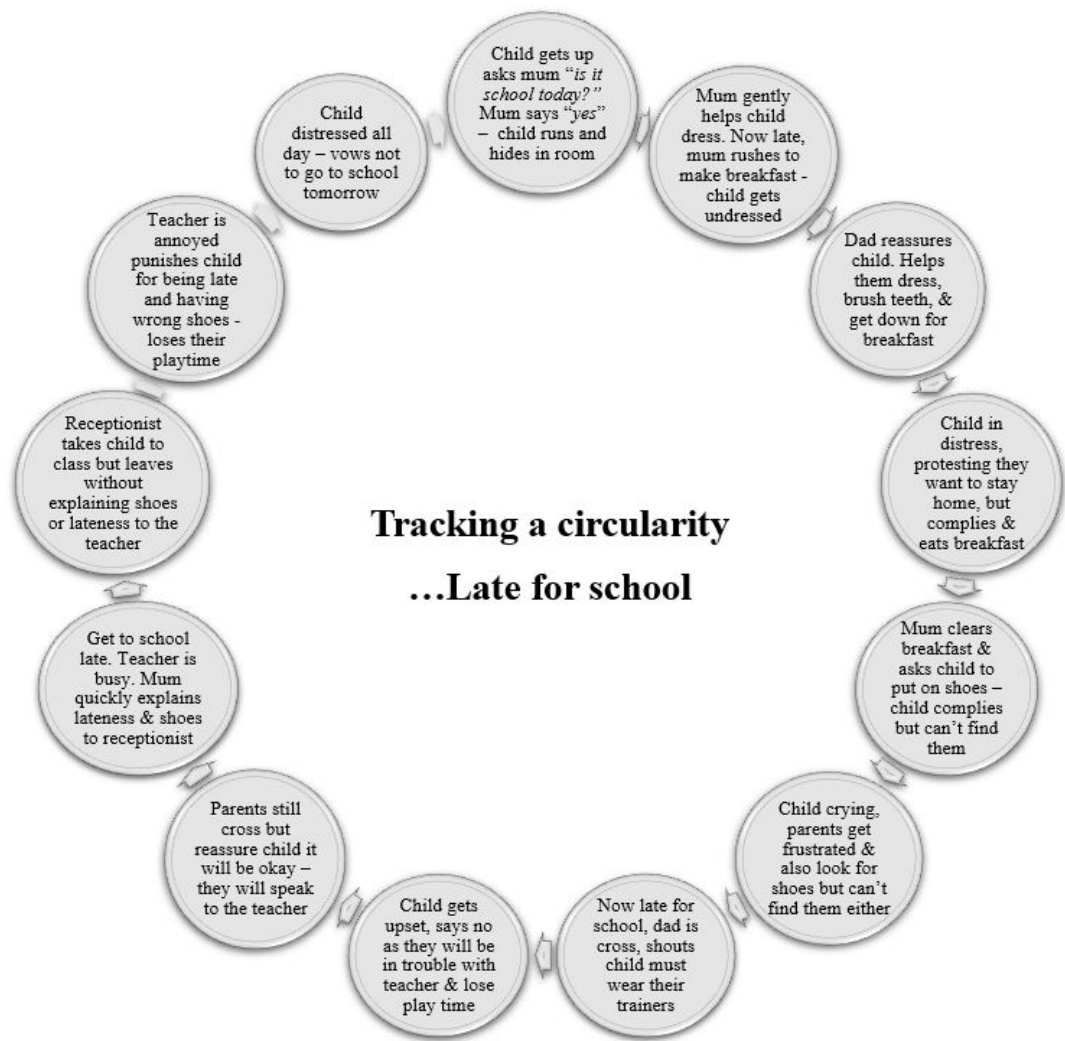 Child gets up
asks mum “is it
school today?”
Mum says “yes”
– child runs and
hides in room
Mum gently
helps child
dress. Now late,
mum rushes to
make breakfast -
child gets
undressed
Dad reassures
child. Helps
them dress,
brush teeth, &
get down for
breakfast
Child in
distress,
protesting they
want to stay
home, but
complies &
eats breakfast
Mum clears
breakfast &
asks child to
put on shoes –
child complies
but can’t find
them
Child crying,
parents get
frustrated &
also look for
shoes but can’t
find them either
Now late for
school, dad is
cross, shouts
child must
wear their
trainers
Child gets
upset, says no
as they will be
in trouble with
teacher & lose
play time
Parents still
cross but
reassure child it
will be okay –
they will speak
to the teacher
Get to school
late. Teacher is
busy. Mum
quickly explains
lateness & shoes
to receptionist
Receptionist
takes child to
class but leaves
without
explaining shoes
or lateness to the
teacher
Teacher is
annoyed
punishes child
for being late
and having
wrong shoes -
loses their
playtime
Child
distressed all
day – vows not
to go to school
tomorrow
Tracking a circularity
…Late for school